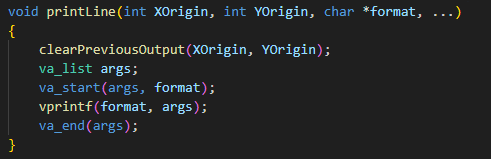 void printLine(int XOrigin, int YOrigin, char *format, ...)
{
    clearPreviousOutput(XOrigin, YOrigin);
    va_list args;
    va_start(args, format);
    vprintf(format, args);
    va_end(args);
}